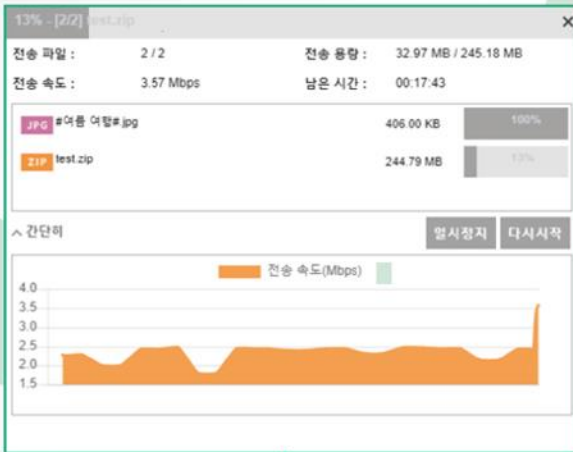 13% - [2/2] test.zip
전송 파일 : 2 / 2 전송 용량 : 32.97 MB / 245.18 MB
전송 속도 : 3.57 Mbps 남은 시간 : 00:17:43
JPG #여름 여행#.jpg 406.00 KB 100%
ZIP test.zip 244.79 MB 13%
간단히 일시정지 다시시작
전송 속도(Mbps)
4.0
3.5
3.0
2.5
2.0
1.5